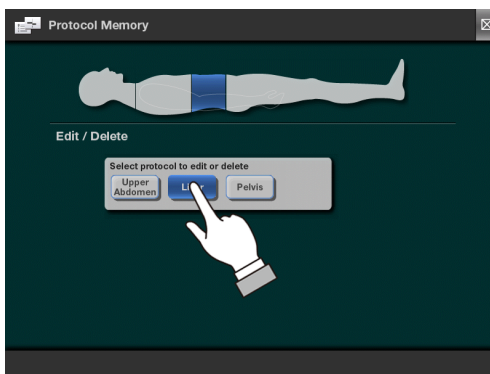 Protocol Memory
Edit / Delete
Select protocol to edit or delete
Upper
Abdomen
Pelvis